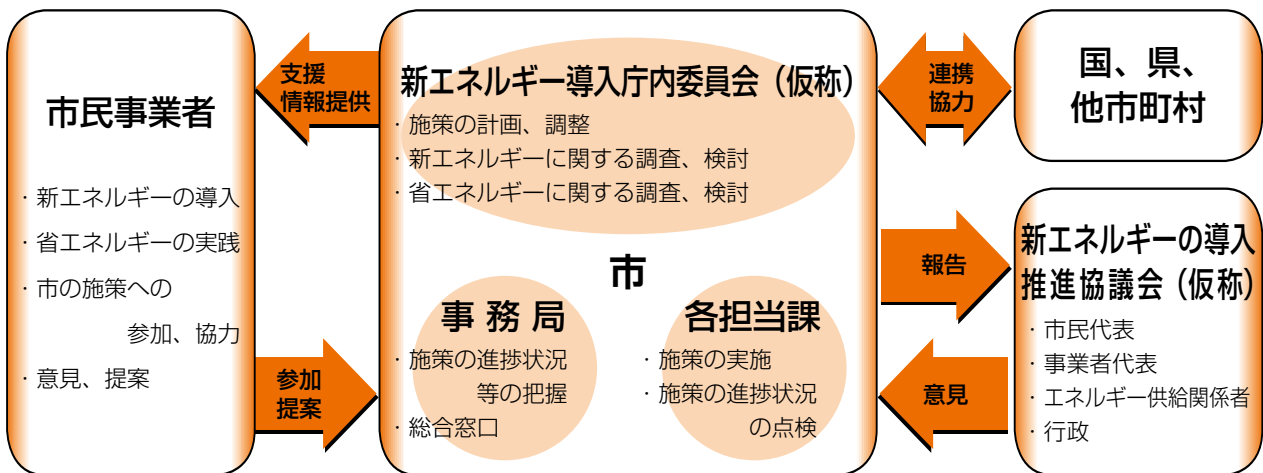 市民事業者
・新エネルギーの導入
・省エネルギーの実践
・市の施策への
参加、協力
・意見、提案
支援
情報提供
参加
提案
新エネルギー導入庁内委員会（仮称）
・施策の計画、調整
・新エネルギーに関する調査、検討
・省エネルギーに関する調査、検討
市
事務局
・施策の進捗状況
等の把握
・総合窓口
各担当課
・施策の実施
・施策の進捗状況
の点検
連携
協力
報告
意見
国、県、
他市町村
新エネルギーの導入
推進協議会（仮称）
・市民代表
・事業者代表
・エネルギー供給関係者
・行政